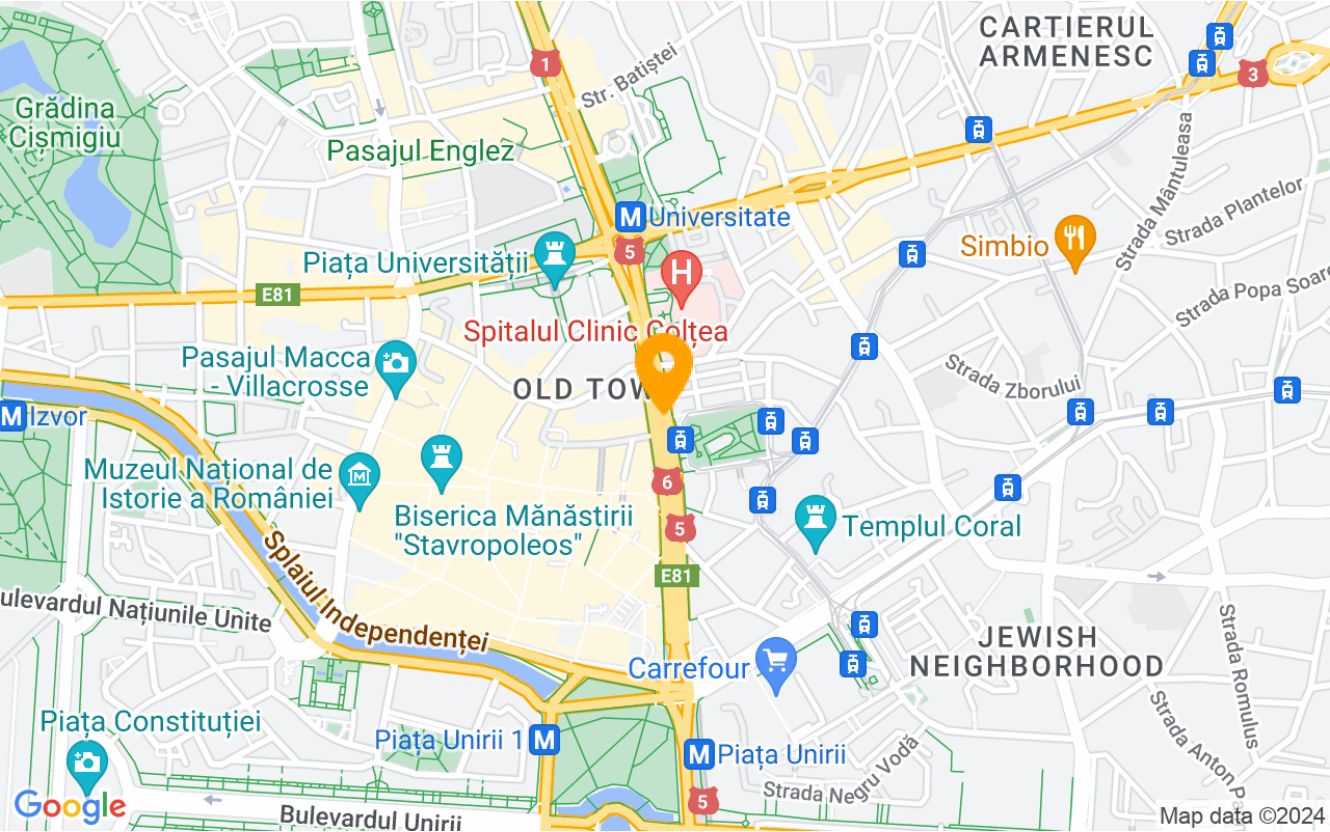 CARTIERUL
ARMENESC
1
3
Str. Batiștei
Grădina
Cișmigiu
Pasajul Englez
Strada Mântuleasa
Strada Plantelor
M Universitate
5
Simbio
H
Piața Universității
E81
Strada Popa Soare
Spitalul Clinic Colțea
Pasajul Macca
- Villacrosse
OLD TOW
Strada Zborului
M Izvor
Muzeul Național de
Istorie a României
6
Biserica Mănăstirii
"Stavropoleos"
5
Templul Coral
E81
Splaiul Independenței
ulevardul Națiunile Unite
JEWISH
NEIGHBORHOOD
Strada Romulus
Carrefour
Piața Constituției
Piața Unirii 1 M
M Piața Unirii
Strada Negru Vodă
Strada Anton Pa
5
Google
Bulevardul Unirii
Map data ©2024